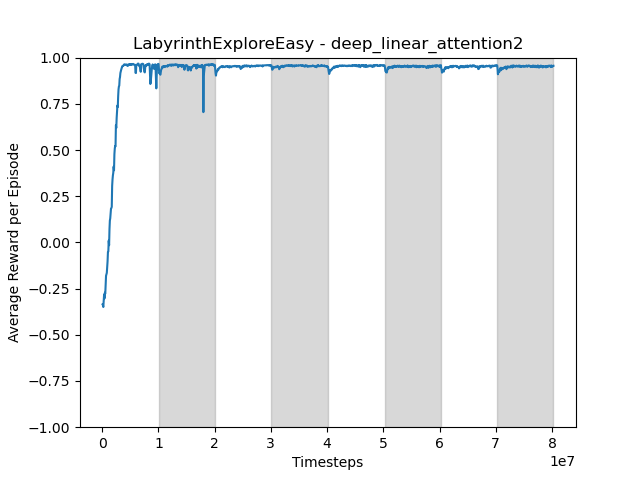 LabyrinthExploreEasy - deep_linear_attention2
Average Reward per Episode
1.00
0.75
0.50
0.25
0.00
−0.25
−0.50
−0.75
−1.00
0 1 2 3 4 5 6 7 8
1e7
Timesteps